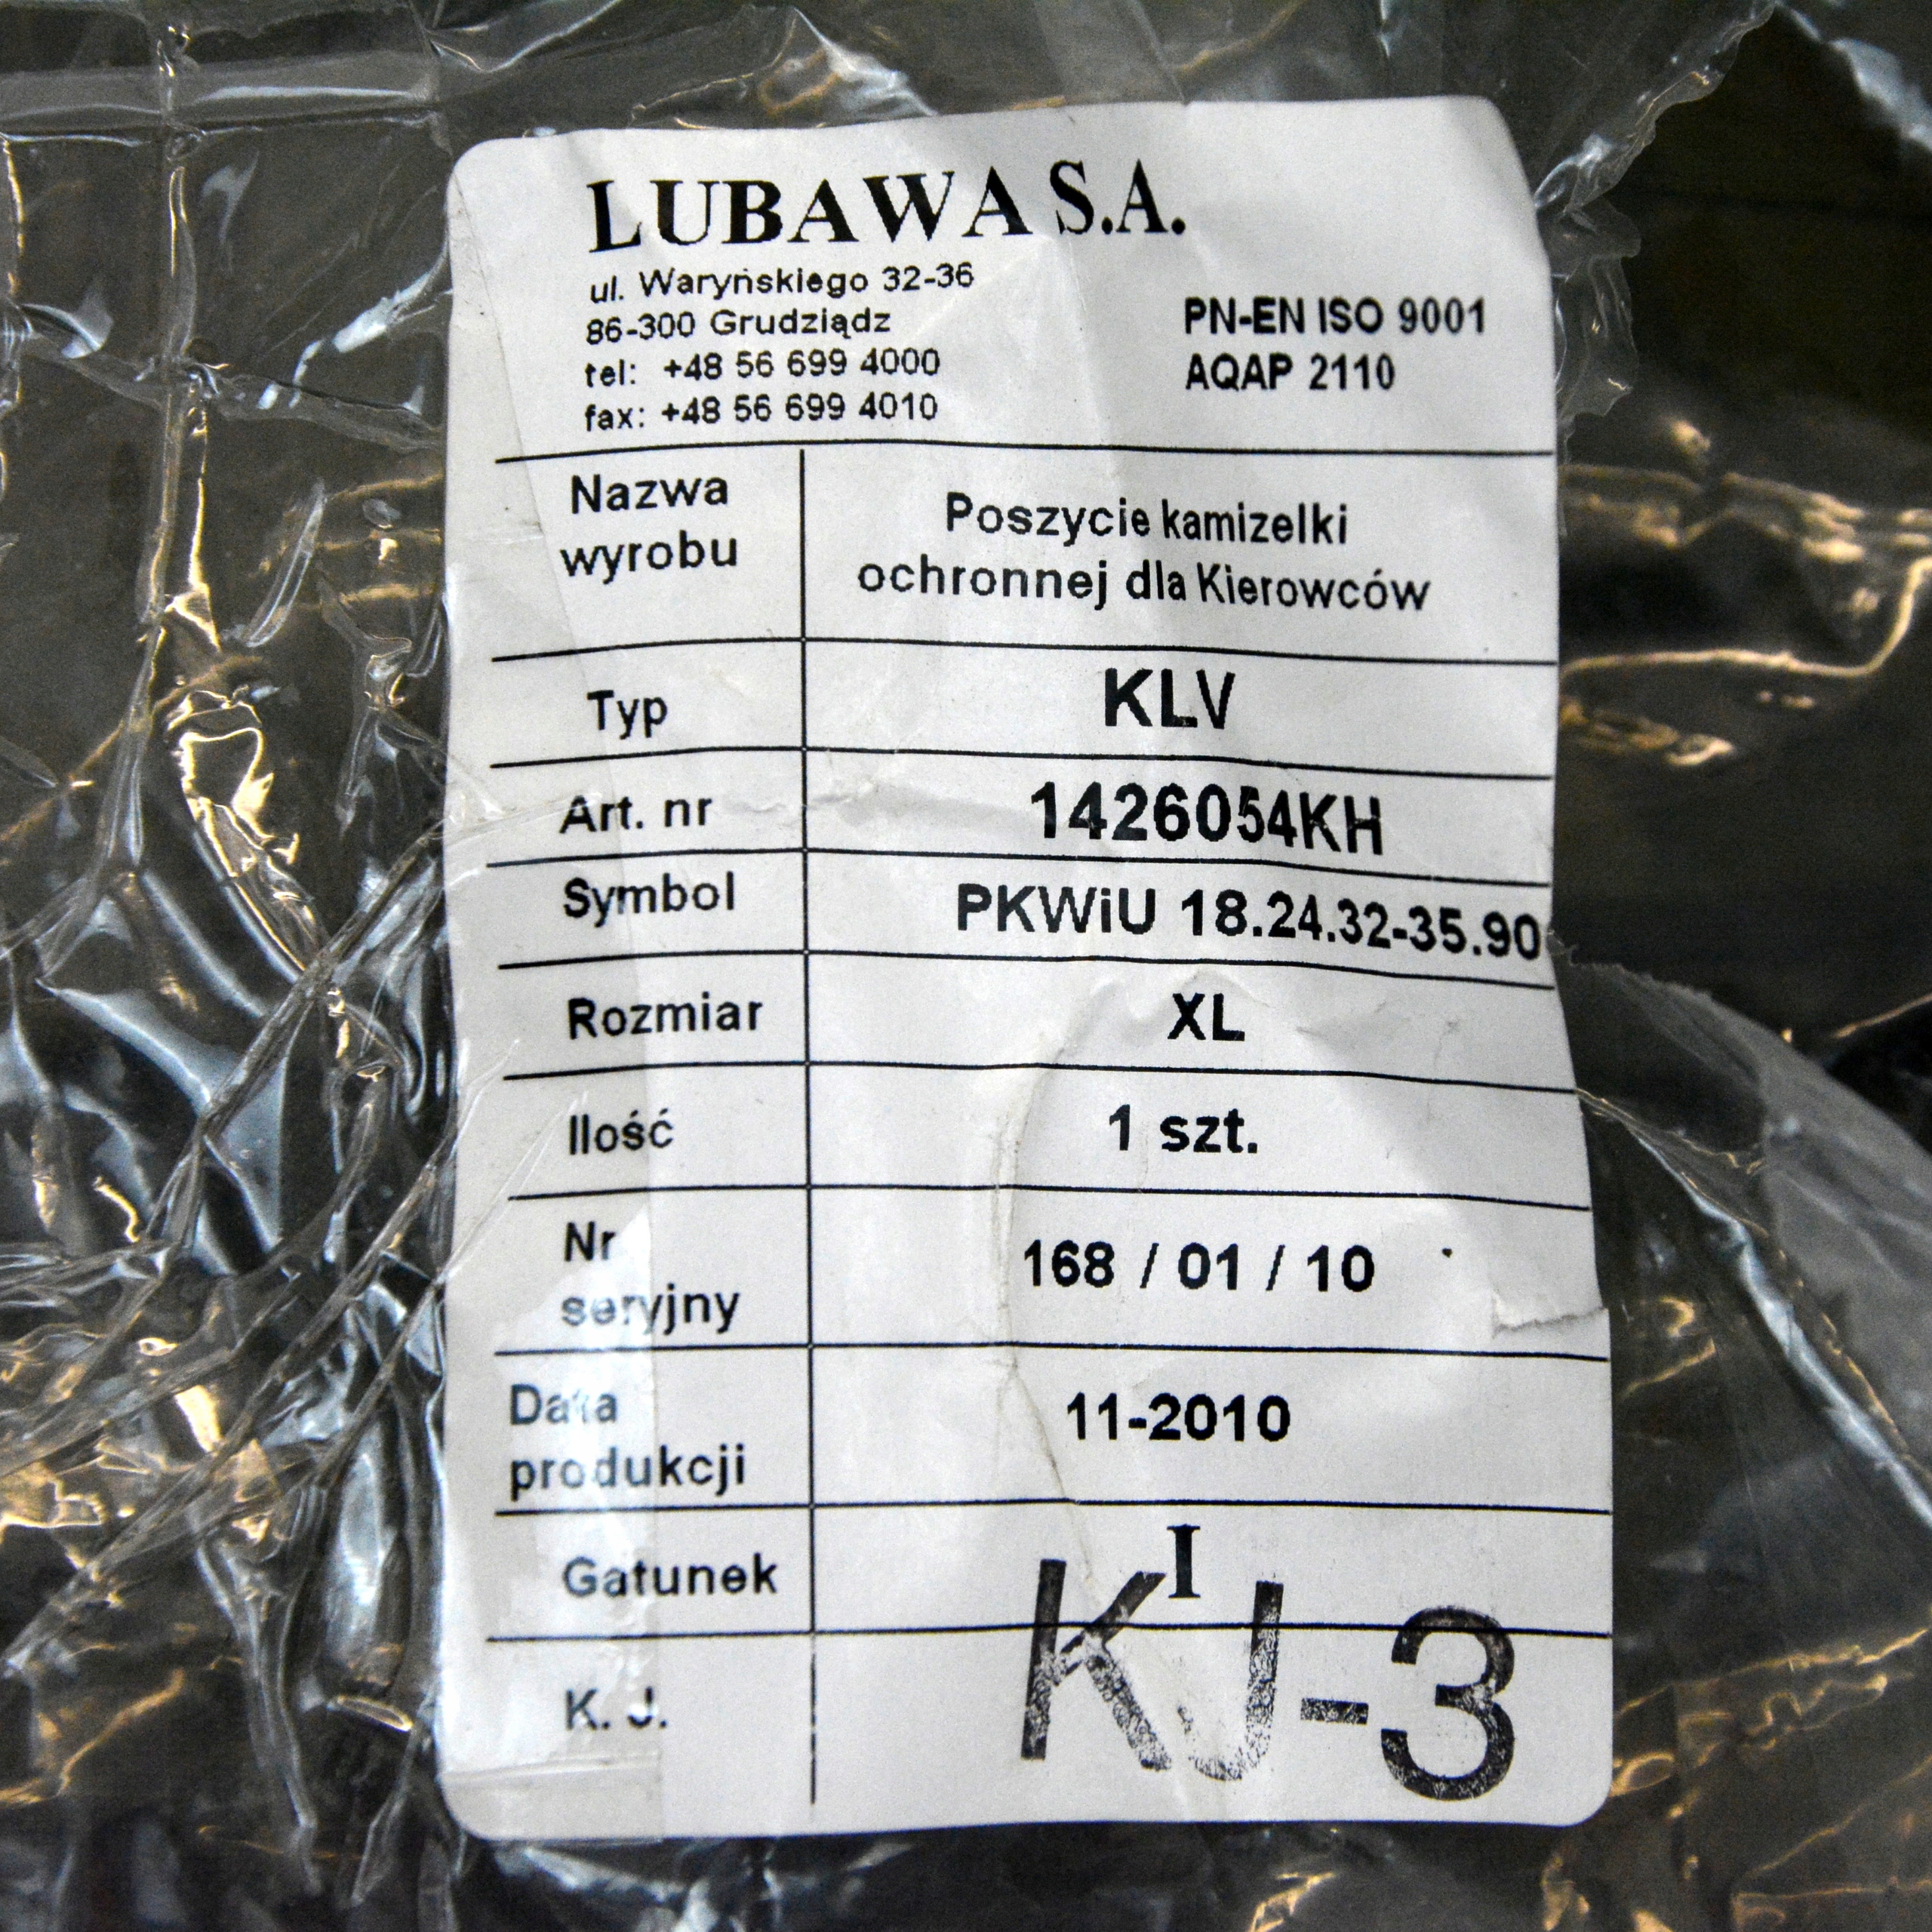 LUBAWA S.A.
ul. Waryńskiego 32-36
86-300 Grudziądz
tel: +48 56 699 4000
fax: +48 56 699 4010
PN-EN ISO 9001
AQAP 2110
Nazwa
wyrobu
Poszycie kamizelki
ochronnej dla Kierowców
Typ
KLV
Art. nr
1426054KH
Symbol
PKWiU 18.24.32-35.90
Rozmiar
XL
Ilość
1 szt.
Nr
seryjny
168 / 01 / 10
Data
produkcji
11-2010
Gatunek
I
K. J.
KJ-3